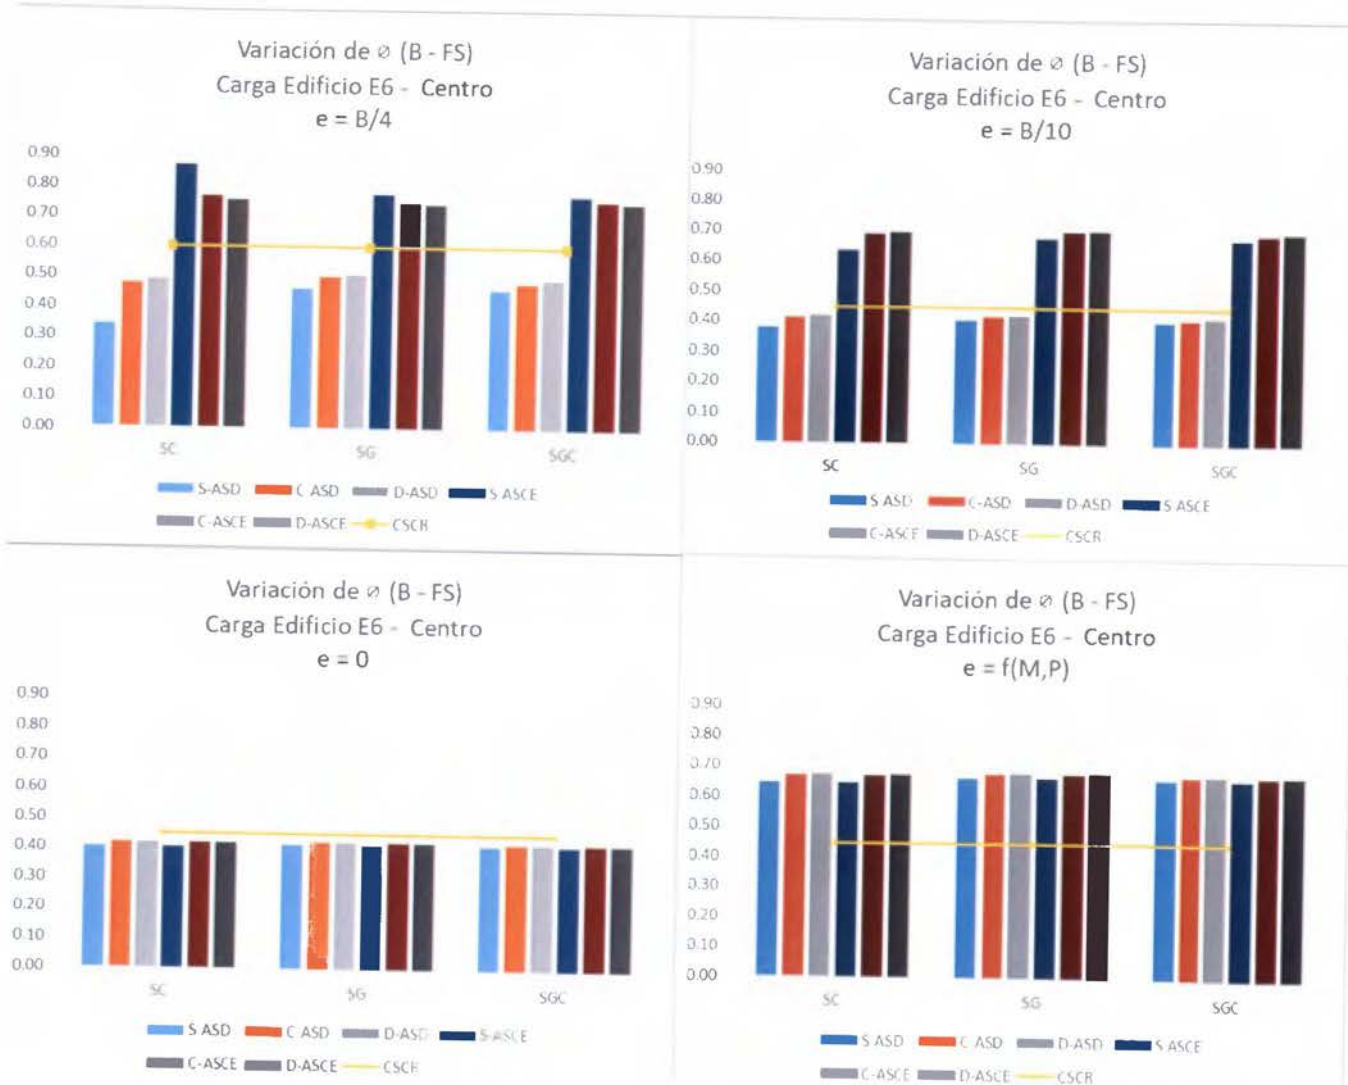 Variación de ∅ (B - FS)
Carga Edificio E6 - Centro
e = B/4
0.90
0.80
0.70
0.60
0.50
0.40
0.30
0.20
0.10
0.00
SC SG SGC
S-ASD C ASD D-ASD S ASCE
C-ASCE D-ASCE CSCR
Variación de ∅ (B - FS)
Carga Edificio E6 - Centro
e = B/10
0.90
0.80
0.70
0.60
0.50
0.40
0.30
0.20
0.10
0.00
SC SG SGC
S ASD C-ASD D-ASD S ASCE
C-ASCE D-ASCE CSCR
Variación de ∅ (B - FS)
Carga Edificio E6 - Centro
e = 0
0.90
0.80
0.70
0.60
0.50
0.40
0.30
0.20
0.10
0.00
SC SG SGC
S ASD C ASD D-ASD S-ASCE
C-ASCE D-ASCE CSCR
Variación de ∅ (B - FS)
Carga Edificio E6 - Centro
e = f(M,P)
0.90
0.80
0.70
0.60
0.50
0.40
0.30
0.20
0.10
0.00
SC SG SGC
S ASD C ASD D-ASD S ASCE
C-ASCE D-ASCE CSCR